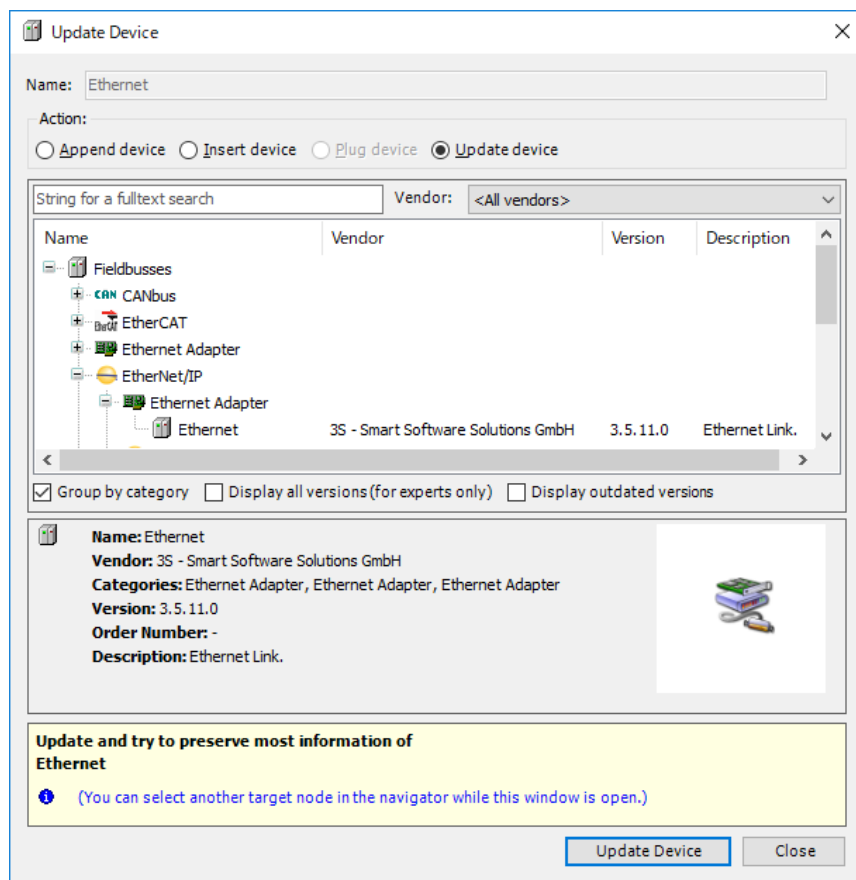 Update Device
Name: Ethernet
Action:
Append device Insert device Plug device Update device
String for a fulltext search Vendor: <All vendors>
Name Vendor Version Description
Fieldbusses
CAN CANbus
EtherCAT
Ethernet Adapter
EtherNet/IP
Ethernet Adapter
Ethernet 3S - Smart Software Solutions GmbH 3.5.11.0 Ethernet Link.
Group by category Display all versions (for experts only) Display outdated versions
Name: Ethernet
Vendor: 3S - Smart Software Solutions GmbH
Categories: Ethernet Adapter, Ethernet Adapter, Ethernet Adapter
Version: 3.5.11.0
Order Number: -
Description: Ethernet Link.
Update and try to preserve most information of
Ethernet
(You can select another target node in the navigator while this window is open.)
Update Device Close